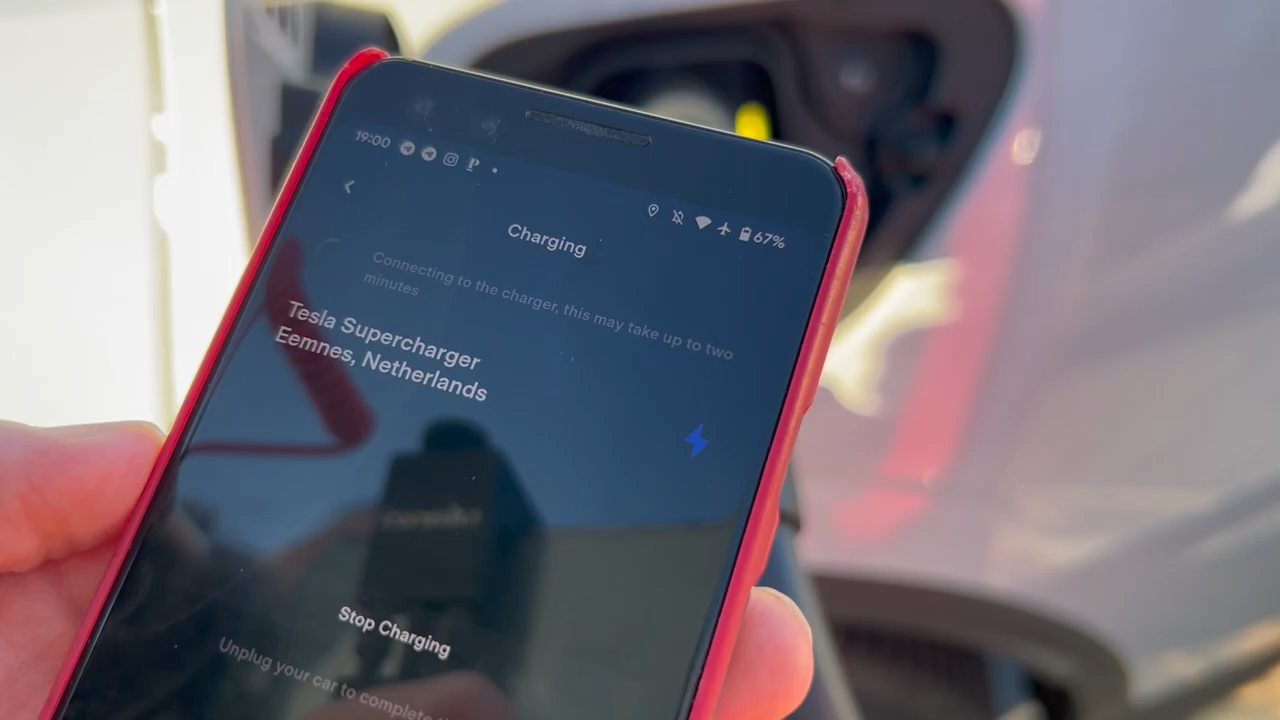 19:00
67%
Charging
Connecting to the charger, this may take up to two
minutes
Tesla Supercharger
Eemnes, Netherlands
Stop Charging
Unplug your car to complete